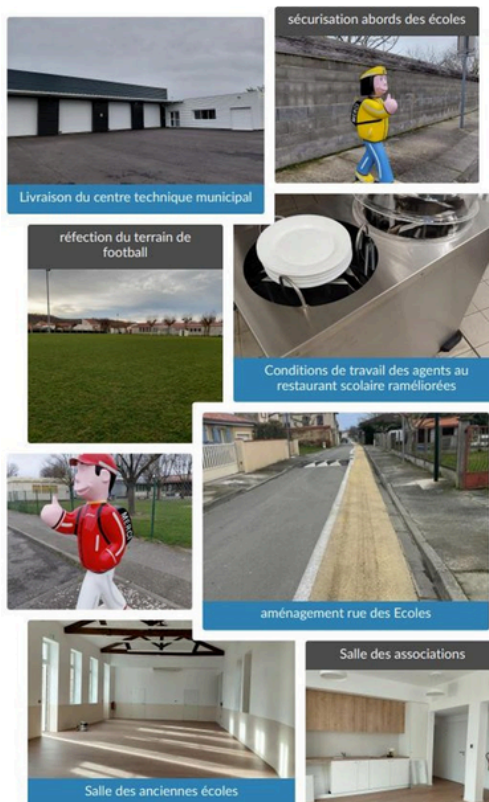 sécurisation abords des écoles
Livraison du centre technique municipal
réfection du terrain de
football
Conditions de travail des agents au
restaurant scolaire raméliorées
MERCI
aménagement rue des Ecoles
Salle des associations
Salle des anciennes écoles